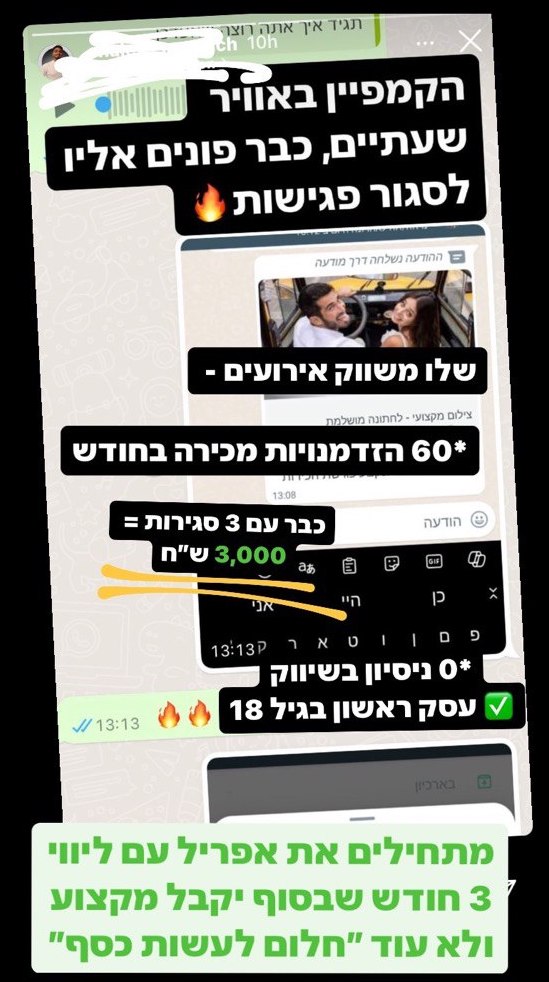 תגיד איך אתה רוצה
ch 10h
הקמפיין באוויר
שעתיים, כבר פונים אליו
לסגור פגישות🔥
ההודעה נשלחה דרך מודעה
שלו משווק אירועים -
צילום מקצועי - לחתונה מושלמת
*60 הזדמנויות מכירה בחודש
13:08
הודעה
כבר עם 3 סגירות =
3,000 ש"ח
GIF
אני היי כן
ק ר א ט ו ן ם פ
13:13
*0 ניסיון בשיווק
עסק ראשון בגיל 18 ✅
13:13 🔥🔥
בארכיון
מתחילים את אפריל עם ליווי
3 חודש שבסוף יקבל מקצוע
ולא עוד "חלום לעשות כסף"